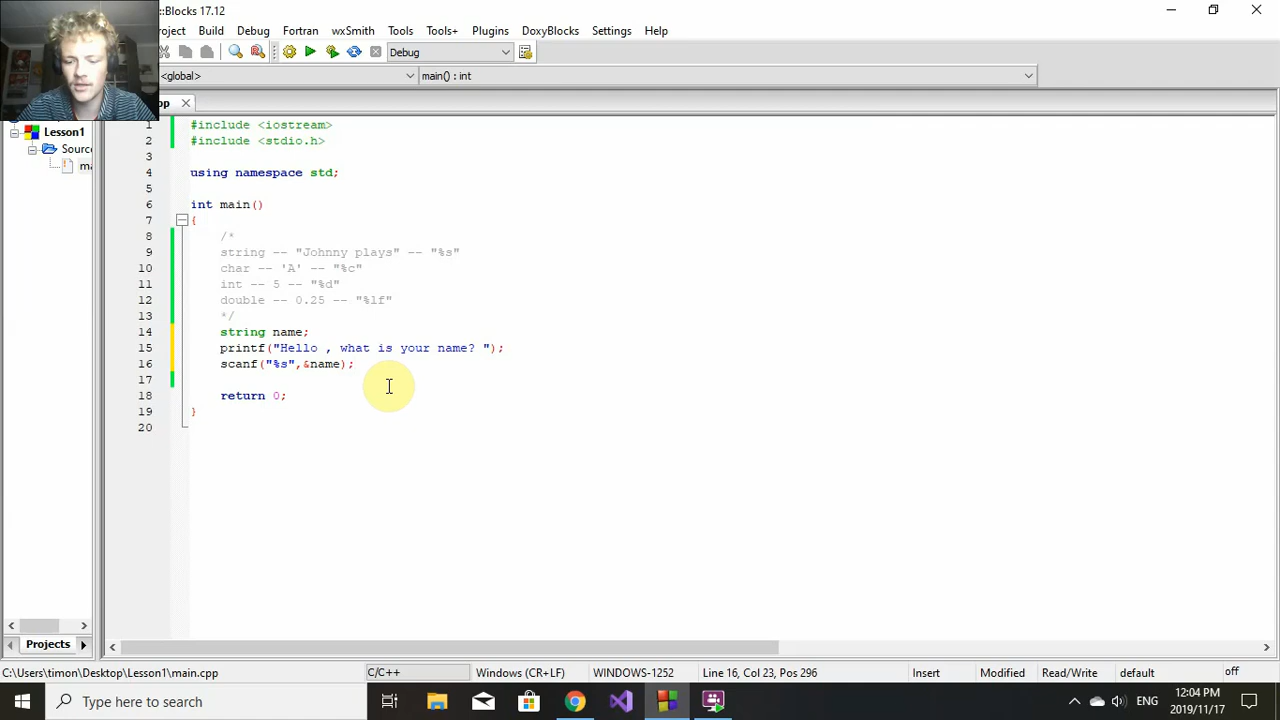 ::Blocks 17.12
roject Build Debug Fortran wxSmith Tools Tools+ Plugins DoxyBlocks Settings Help
Debug
<global> main() : int
pp
Lesson1
Sourc
ma
1 #include <iostream>
2 #include <stdio.h>
3
4 using namespace std;
5
6 int main()
7 {
8 /*
9 string -- "Johnny plays" -- "%s"
10 char -- 'A' -- "%c"
11 int -- 5 -- "%d"
12 double -- 0.25 -- "%lf"
13 */
14 string name;
15 printf("Hello , what is your name? ");
16 scanf("%s",&name);
17
18 return 0;
19 }
20
Projects
C:\Users\timon\Desktop\Lesson1\main.cpp C/C++ Windows (CR+LF) WINDOWS-1252 Line 16, Col 23, Pos 296 Insert Modified Read/Write default off
Type here to search
ENG
12:04 PM
2019/11/17